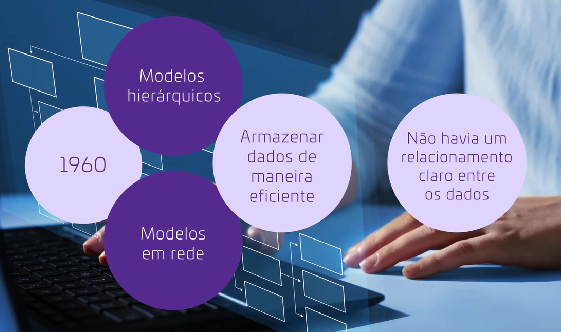 1960
Modelos
hierárquicos
Modelos
em rede
Armazenar
dados de
maneira
eficiente
Não havia um
relacionamento
claro entre
os dados